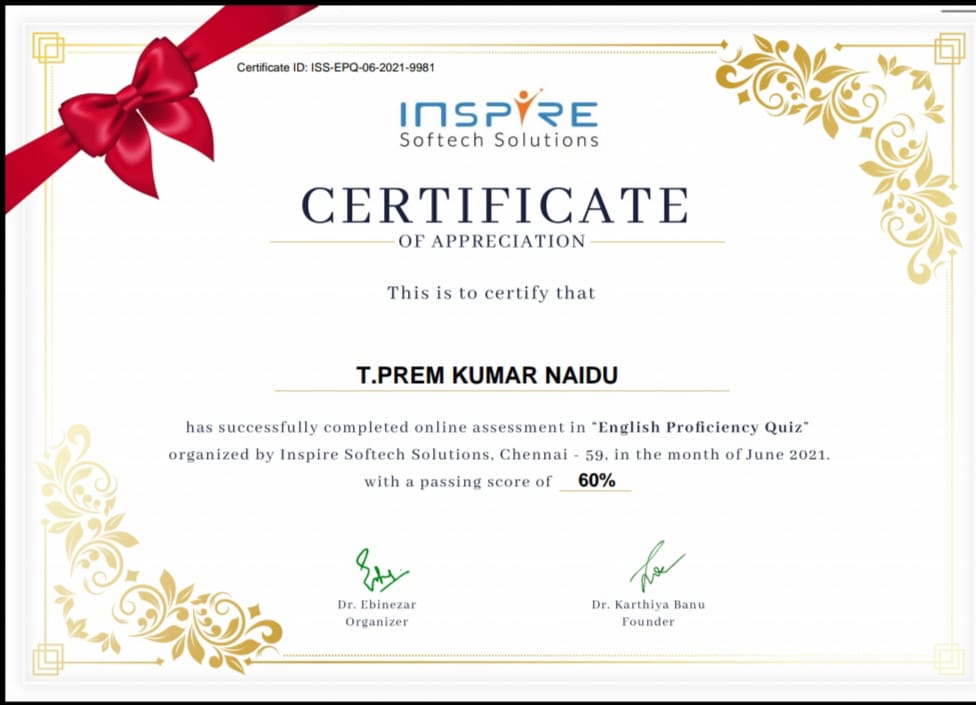 Certificate ID: ISS-EPQ-06-2021-9981
INSPIRE
Softech Solutions
CERTIFICATE
OF APPRECIATION
This is to certify that
T.PREM KUMAR NAIDU
has successfully completed online assessment in "English Proficiency Quiz"
organized by Inspire Softech Solutions, Chennai - 59, in the month of June 2021.
with a passing score of 60%
Dr. Ebinezar
Organizer
Dr. Karthiya Banu
Founder